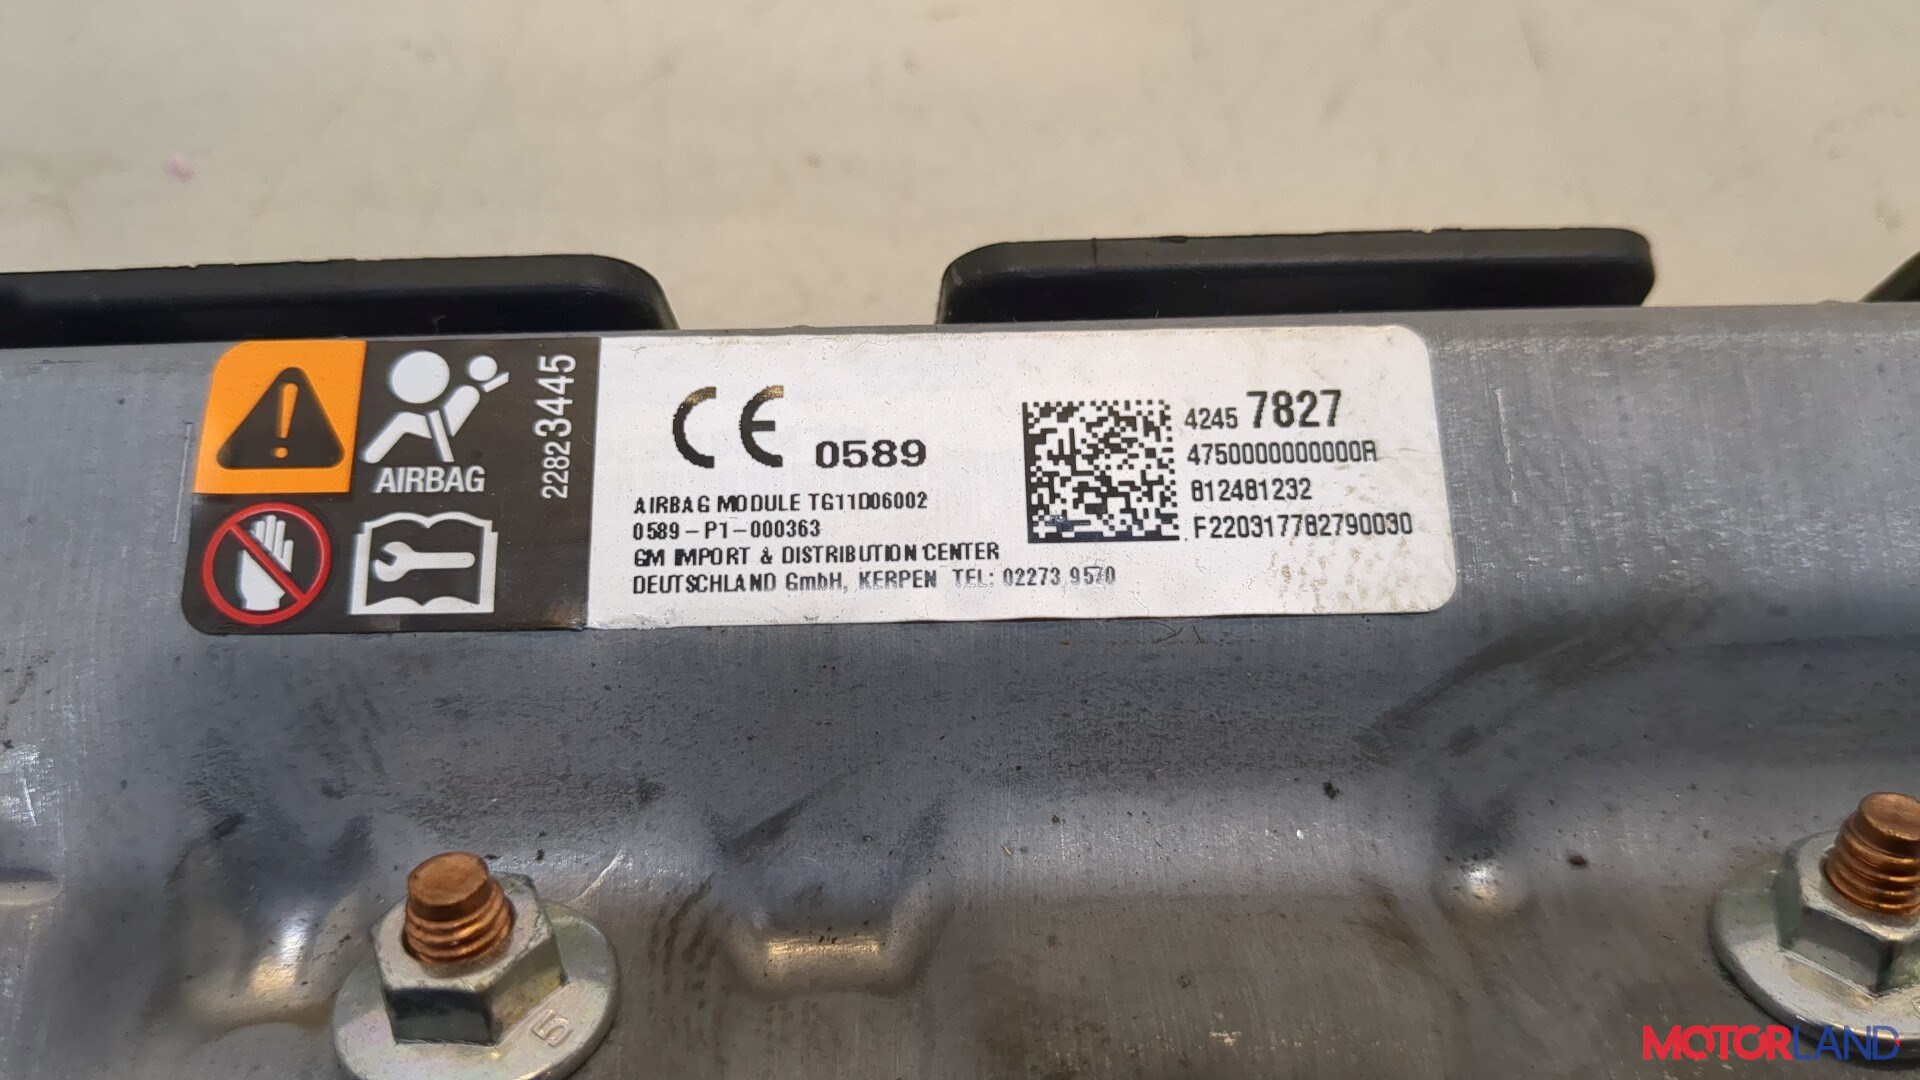 AIRBAG
22823445
CE 0589
AIRBAG MODULE TG11D06002
0589-P1-000363
GM IMPORT & DISTRIBUTION CENTER
DEUTSCHLAND GmbH, KERPEN TEL: 02273 9570
4245 7827
4750000000000R
812481232
F220317782790030
5
MOTORLAND